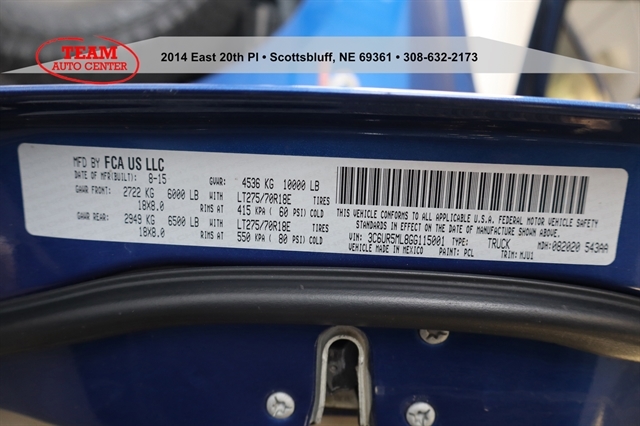 TEAM
AUTO CENTER
2014 East 20th Pl • Scottsbluff, NE 69361 • 308-632-2173
MFD BY FCA US LLC
DATE OF MFR(BUILT): 8-15 GVWR: 4536 KG 10000 LB
GAWR FRONT: 2722 KG 6000 LB WITH LT275/70R18E TIRES
18X8.0 RIMS AT 415 KPA ( 60 PSI) COLD
GAWR REAR: 2949 KG 6500 LB WITH LT275/70R18E TIRES
18X8.0 RIMS AT 550 KPA ( 80 PSI) COLD
THIS VEHICLE CONFORMS TO ALL APPLICABLE U.S.A. FEDERAL MOTOR VEHICLE SAFETY
STANDARDS IN EFFECT ON THE DATE OF MANUFACTURE SHOWN ABOVE.
VIN: 3C6UR5ML8GG115001 TYPE: TRUCK MDH: 082020 543AA
VEHICLE MADE IN MEXICO PAINT: PCL TRIM: MJU1